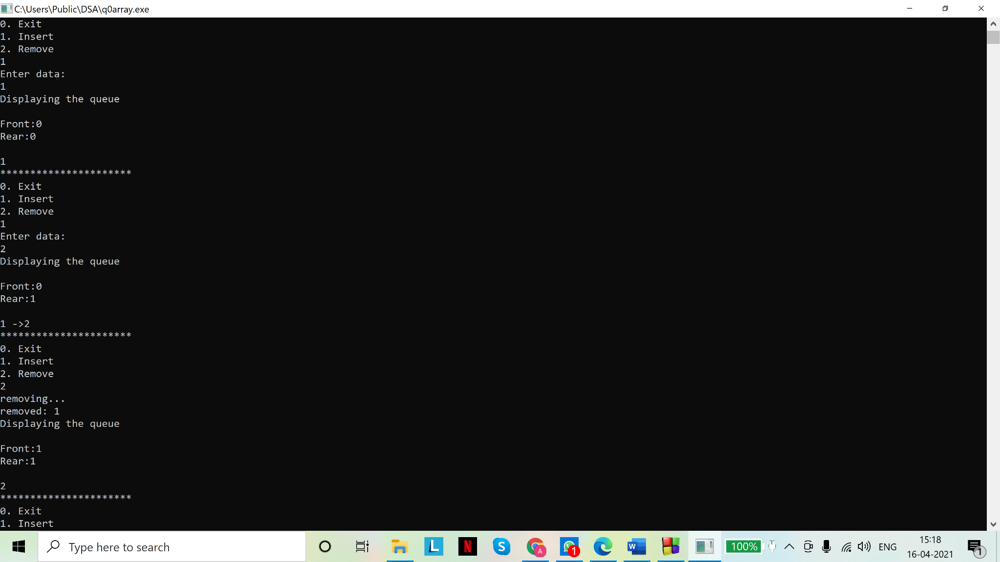 C:\Users\Public\DSA\q0array.exe
0. Exit
1. Insert
2. Remove
1
Enter data:
1
Displaying the queue
Front:0
Rear:0
1
**********************
0. Exit
1. Insert
2. Remove
1
Enter data:
2
Displaying the queue
Front:0
Rear:1
1 ->2
**********************
0. Exit
1. Insert
2. Remove
2
removing...
removed: 1
Displaying the queue
Front:1
Rear:1
2
**********************
0. Exit
1. Insert
Type here to search
L
N
S
A
1
W
100%
ENG
15:18
16-04-2021
1